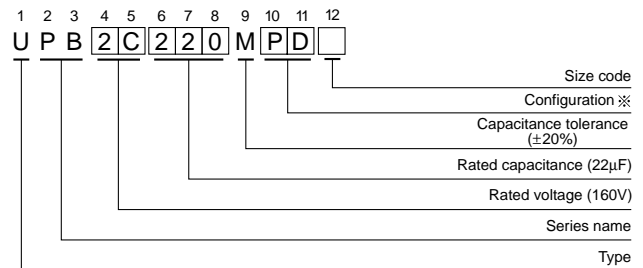 1 2 3 4 5 6 7 8 9 10 11 12
U P B 2 C 2 2 0 M P D
Size code
Configuration ※
Capacitance tolerance
(±20%)
Rated capacitance (22µF)
Rated voltage (160V)
Series name
Type